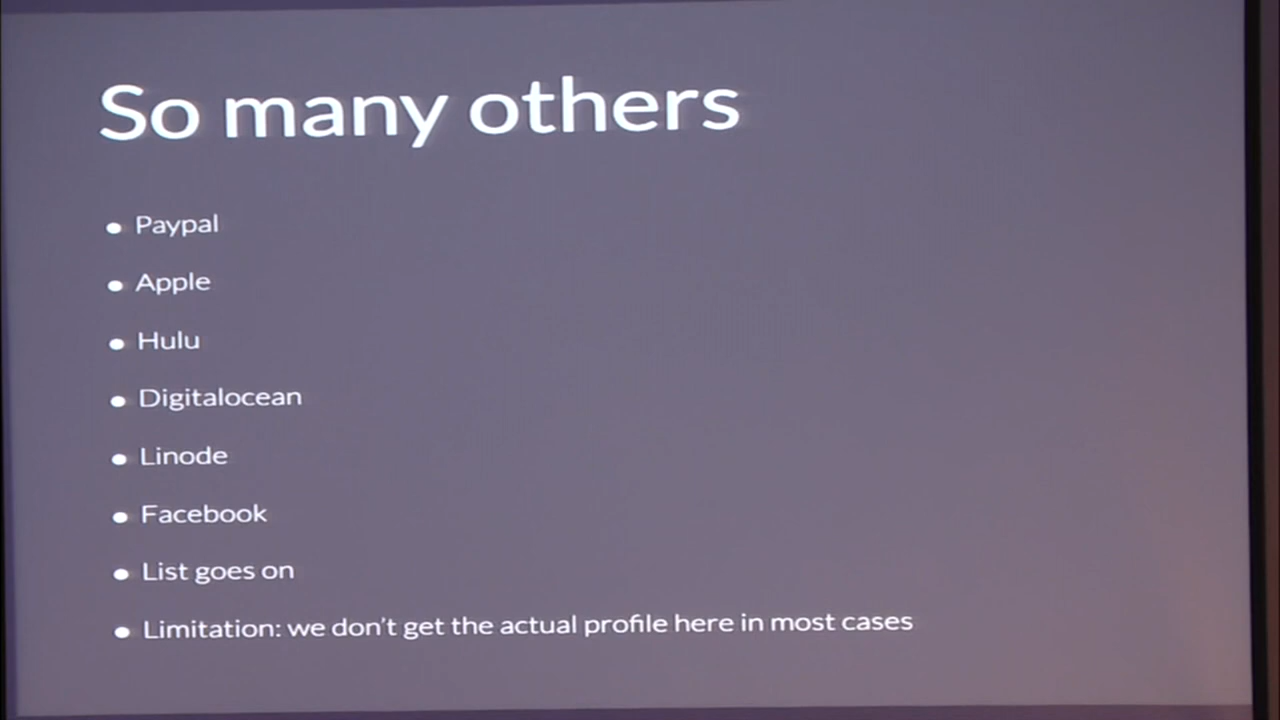 So many others
Paypal
Apple
Hulu
Digitalocean
Linode
Facebook
List goes on
Limitation: we don't get the actual profile here in most cases